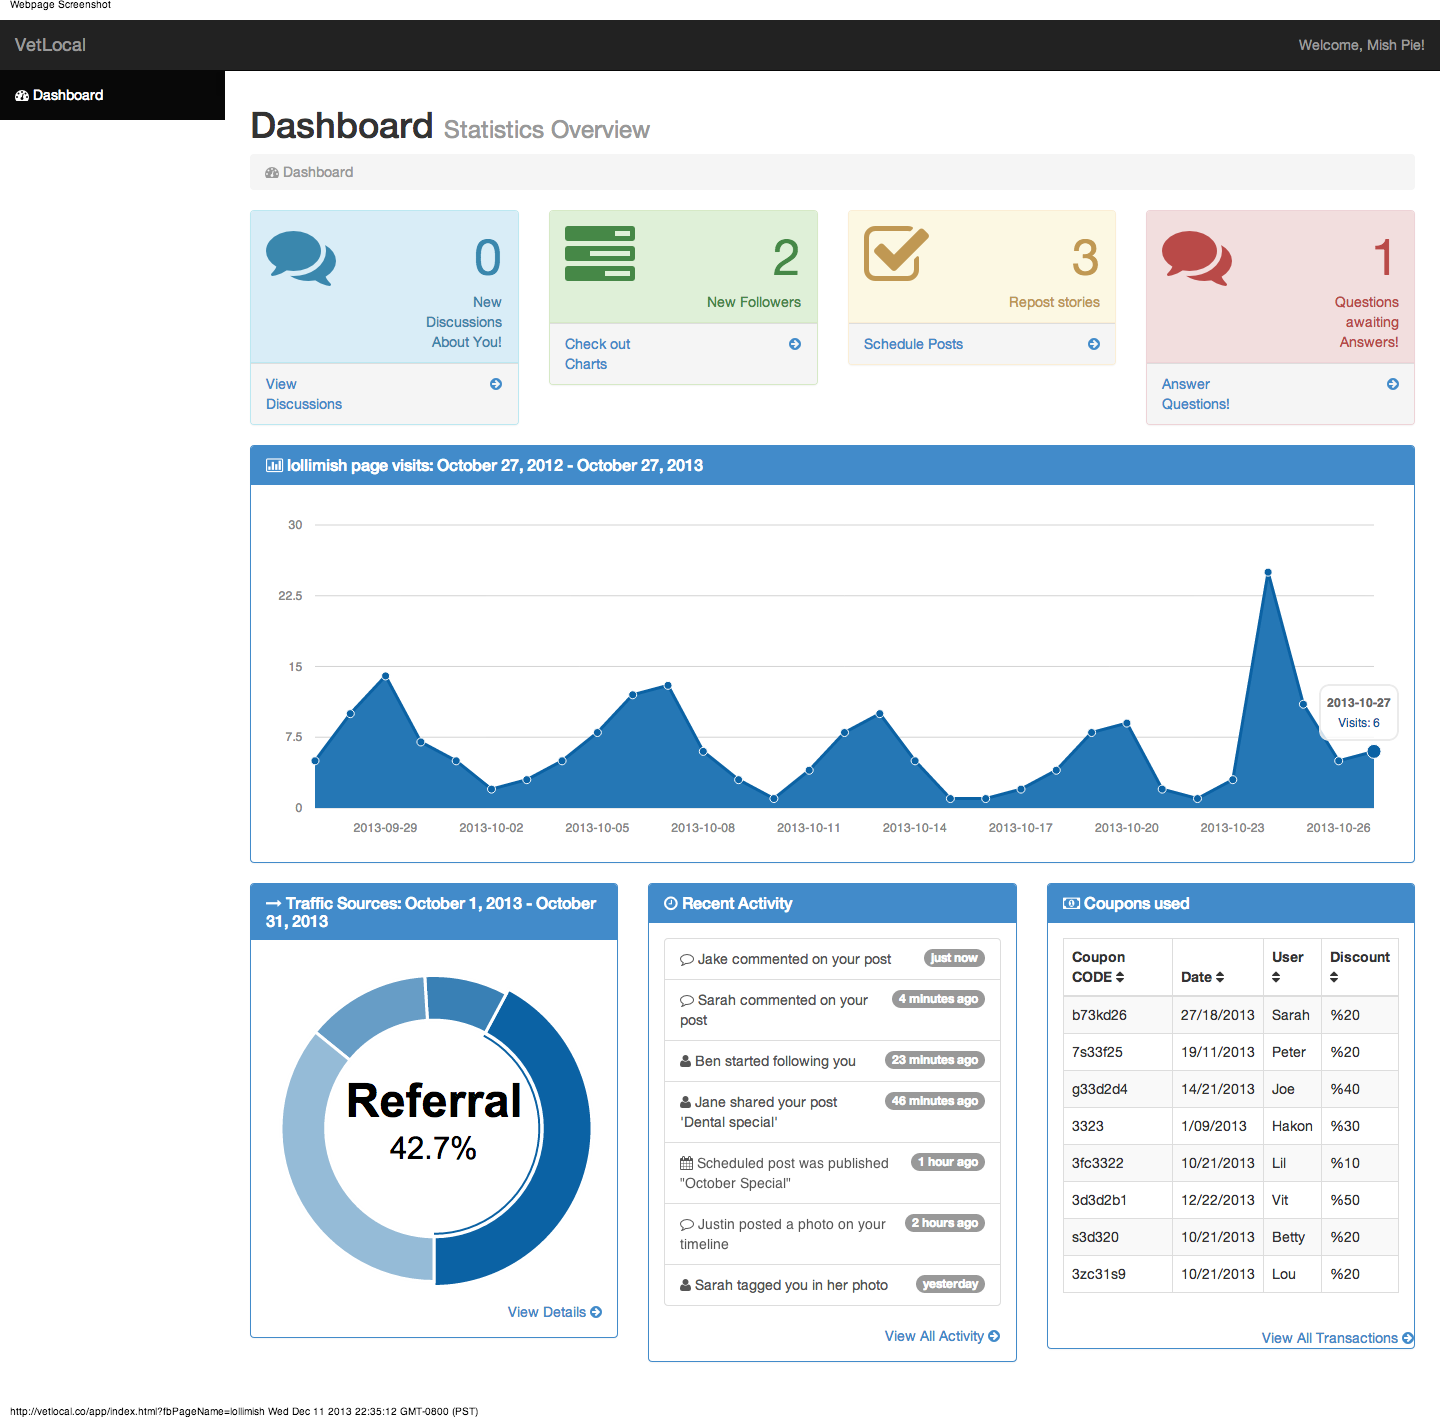 Webpage Screenshot
VetLocal
Welcome, Mish Pie!
Dashboard
Dashboard Statistics Overview
Dashboard
0
New
Discussions
About You!
View
Discussions
2
New Followers
Check out
Charts
3
Repost stories
Schedule Posts
1
Questions
awaiting
Answers!
Answer
Questions!
lollimish page visits: October 27, 2012 - October 27, 2013
30
22.5
15
7.5
0
2013-10-27
Visits: 6
2013-09-29 2013-10-02 2013-10-05 2013-10-08 2013-10-11 2013-10-14 2013-10-17 2013-10-20 2013-10-23 2013-10-26
Traffic Sources: October 1, 2013 - October
31, 2013
Referral
42.7%
View Details
Recent Activity
Jake commented on your post just now
Sarah commented on your 4 minutes ago
post
Ben started following you 23 minutes ago
Jane shared your post 46 minutes ago
'Dental special'
Scheduled post was published 1 hour ago
"October Special"
Justin posted a photo on your 2 hours ago
timeline
Sarah tagged you in her photo yesterday
View All Activity
Coupons used
Coupon User Discount
CODE Date
b73kd26 27/18/2013 Sarah %20
7s33f25 19/11/2013 Peter %20
g33d2d4 14/21/2013 Joe %40
3323 1/09/2013 Hakon %30
3fc3322 10/21/2013 Lil %10
3d3d2b1 12/22/2013 Vit %50
s3d320 10/21/2013 Betty %20
3zc31s9 10/21/2013 Lou %20
View All Transactions
http://vetlocal.co/app/index.html?fbPageName=lollimish Wed Dec 11 2013 22:35:12 GMT-0800 (PST)